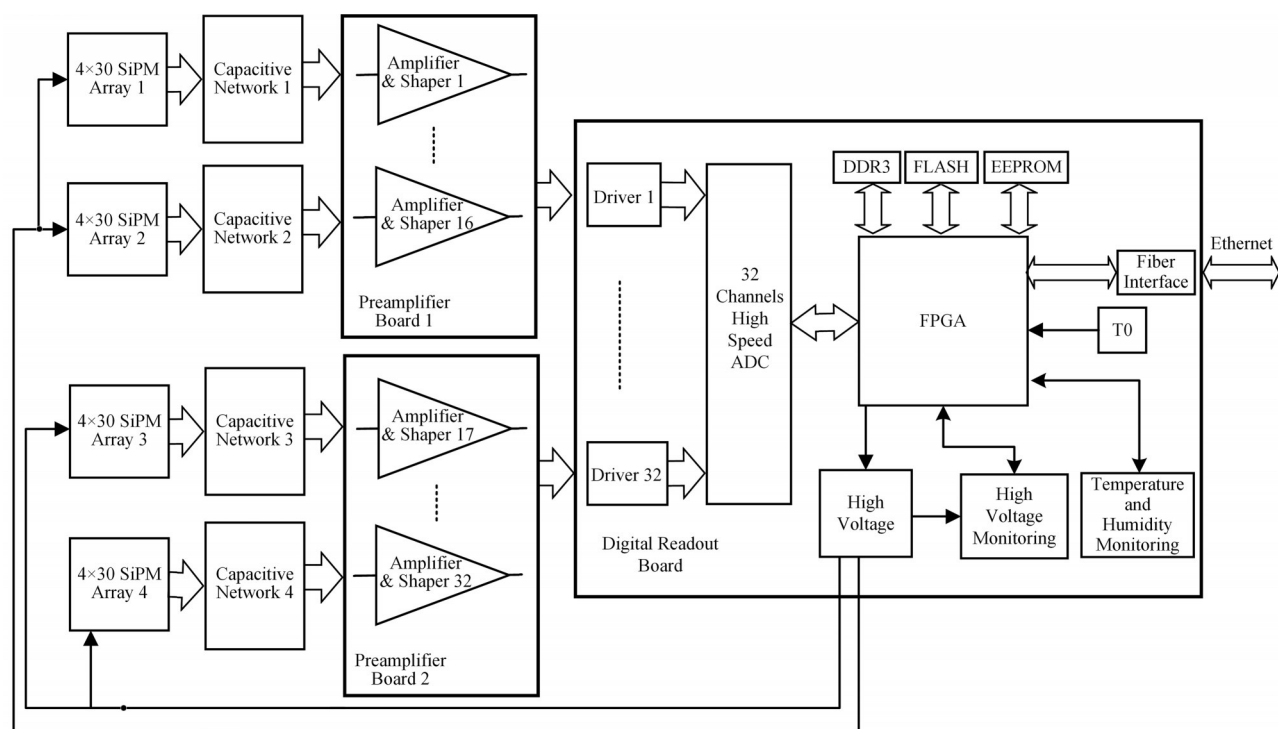 4×30 SiPM
Array 1
Capacitive
Network 1
Amplifier
& Shaper 1
4×30 SiPM
Array 2
Capacitive
Network 2
Amplifier
& Shaper 16
Preamplifier
Board 1
4×30 SiPM
Array 3
Capacitive
Network 3
Amplifier
& Shaper 17
4×30 SiPM
Array 4
Capacitive
Network 4
Amplifier
& Shaper 32
Preamplifier
Board 2
Driver 1
Driver 32
32
Channels
High
Speed
ADC
Digital Readout
Board
DDR3
FLASH
EEPROM
FPGA
Fiber
Interface
Ethernet
T0
High
Voltage
High
Voltage
Monitoring
Temperature
and
Humidity
Monitoring